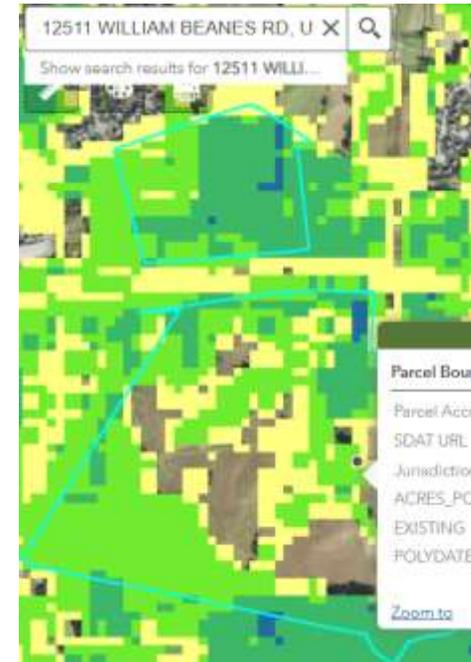 12511 WILLIAM BEANES RD, U
Show search results for 12511 WILLI...
Parcel Bou
Parcel Acc
SDAT URL
Jurisdiction
ACRES_PO
EXISTING
POLYDATE
Zoom to